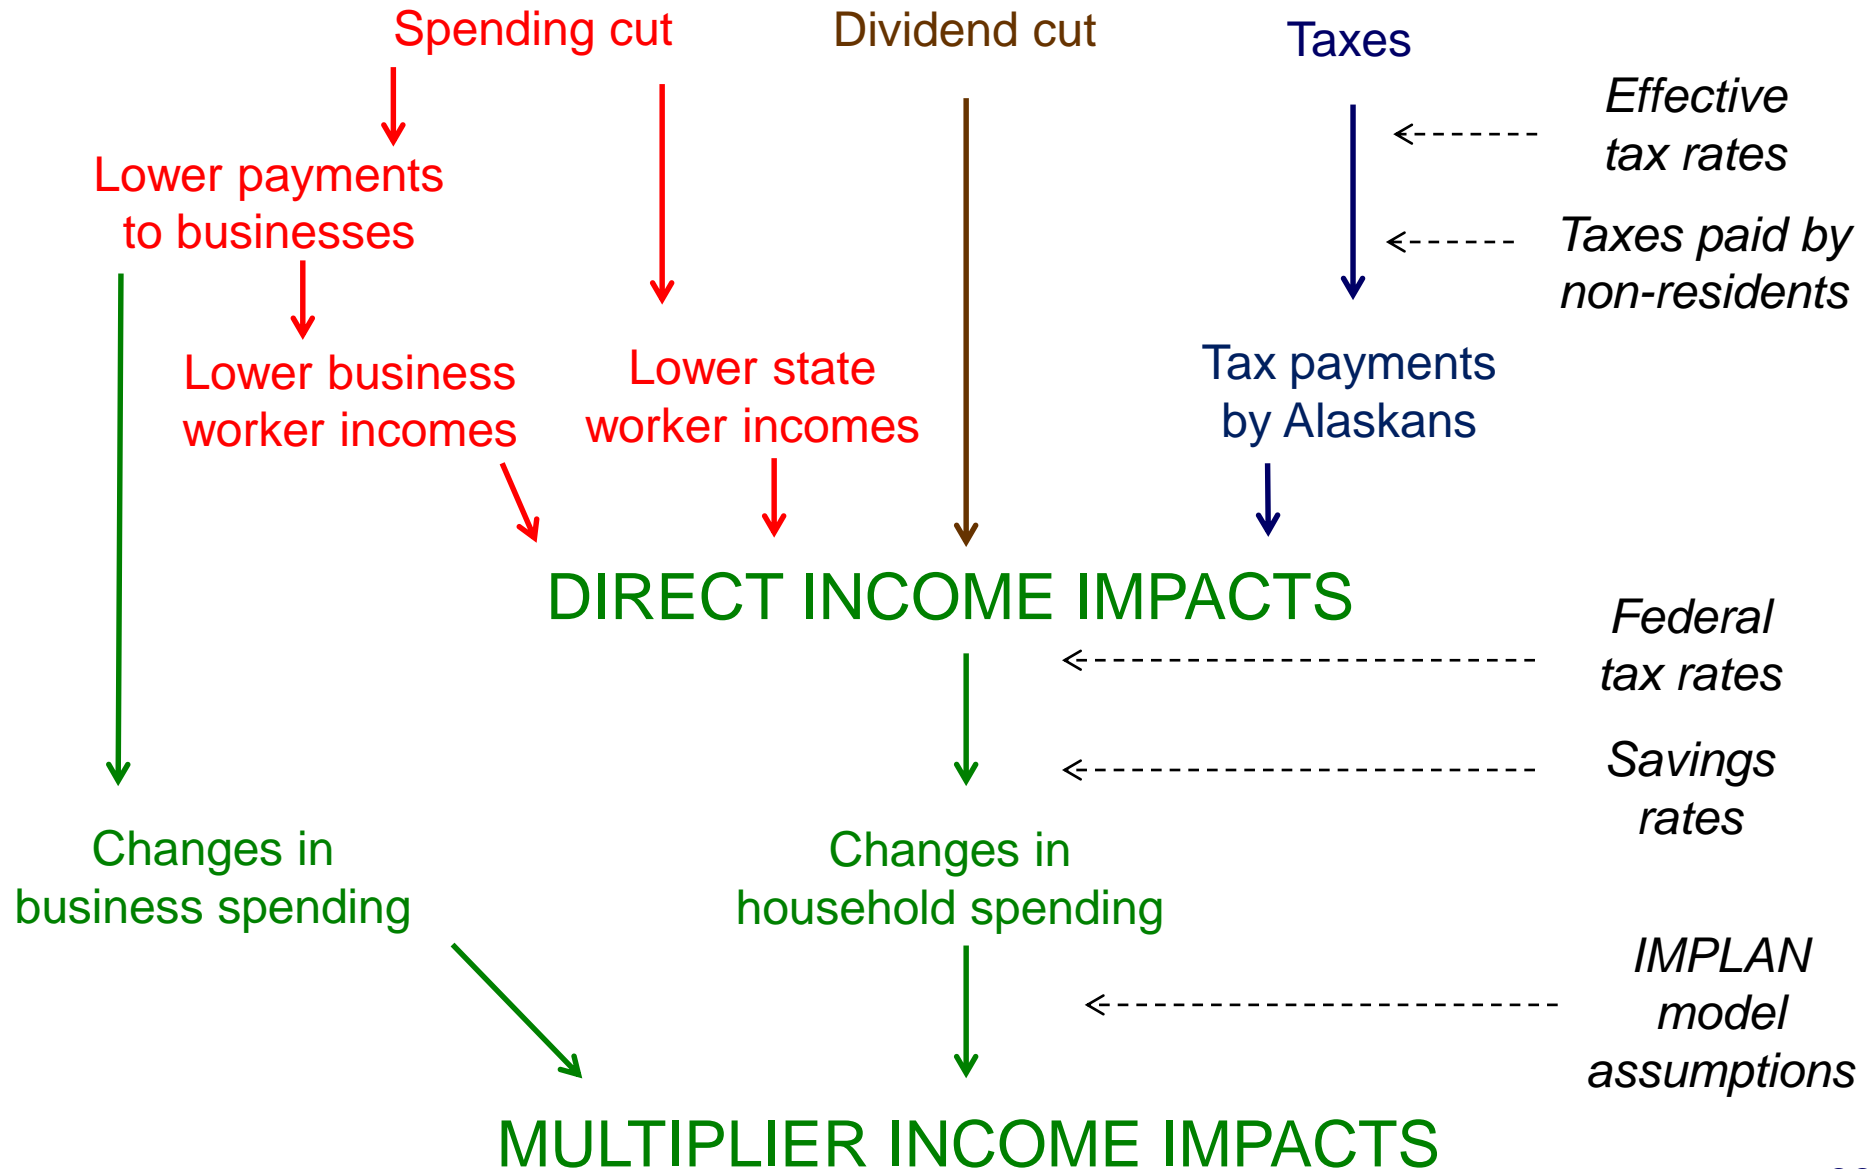 Spending cut
Dividend cut
Taxes
Effective
tax rates
Lower payments
to businesses
Taxes paid by
non-residents
Lower business
worker incomes
Lower state
worker incomes
Tax payments
by Alaskans
DIRECT INCOME IMPACTS
Federal
tax rates
Savings
rates
Changes in
business spending
Changes in
household spending
IMPLAN
model
assumptions
MULTIPLIER INCOME IMPACTS